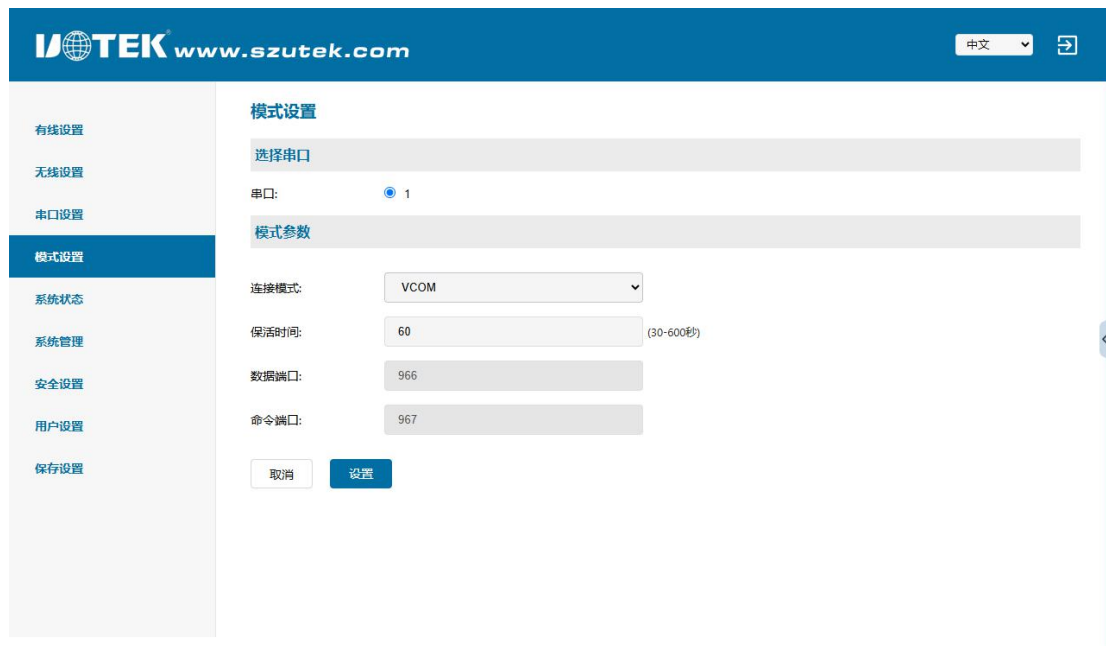 UTEK® www.szutek.com
中文
有线设置
无线设置
串口设置
模式设置
系统状态
系统管理
安全设置
用户设置
保存设置
模式设置
选择串口
串口: 1
模式参数
连接模式: VCOM
保活时间: 60 (30-600秒)
数据端口: 966
命令端口: 967
取消 设置